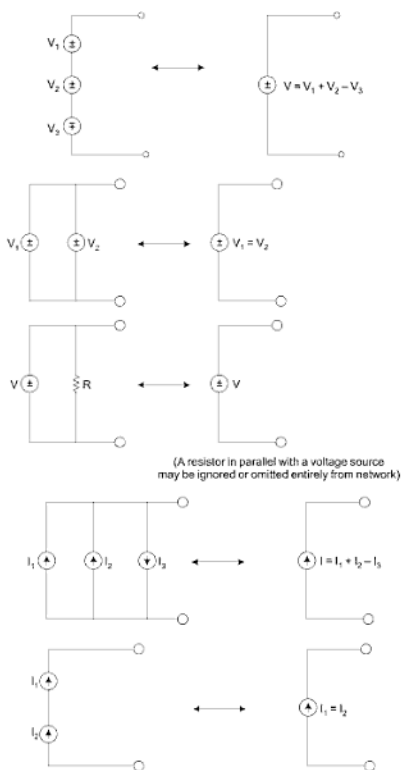 V₁ ±
V₂ ±
V₃ ∓
± V = V₁ + V₂ – V₃
V₁ ± ± V₂
± V₁ = V₂
V ± R
± V
(A resistor in parallel with a voltage source
may be ignored or omitted entirely from network)
I₁ I₂ I₃
I = I₁ + I₂ – I₃
I₁
I₂
I₁ = I₂